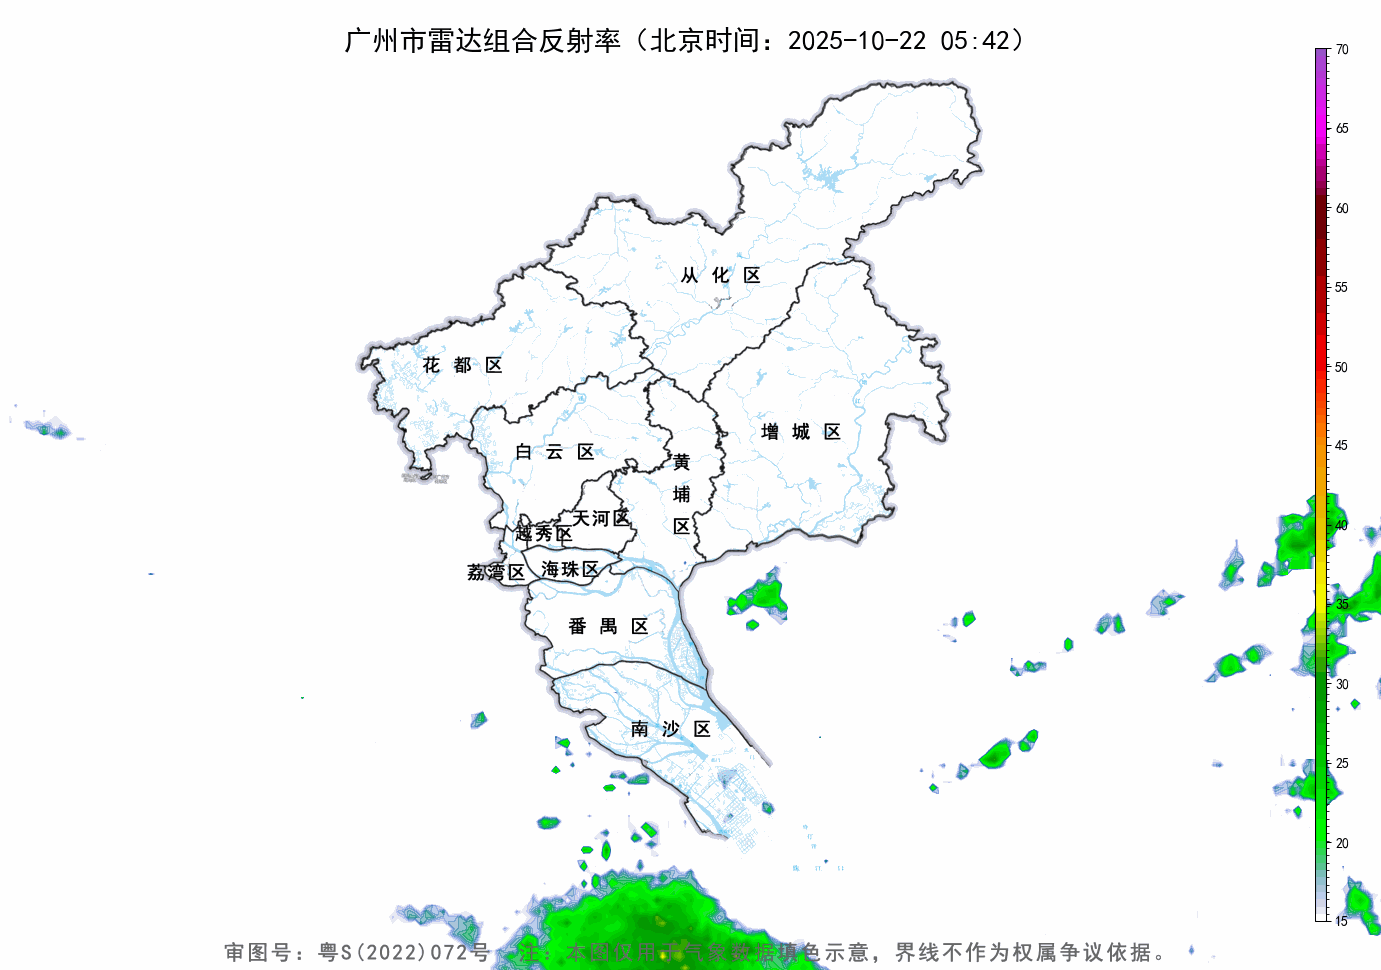 广州市雷达组合反射率（北京时间：2025-10-22 05:42）
70
65
60
55
50
45
40
35
30
25
20
15
从化区
花都区
增城区
白云区
黄埔区
天河区
越秀区
荔湾区
海珠区
番禺区
南沙区
审图号：粤S(2022)072号 注：本图仅用于气象数据填色示意，界线不作为权属争议依据。